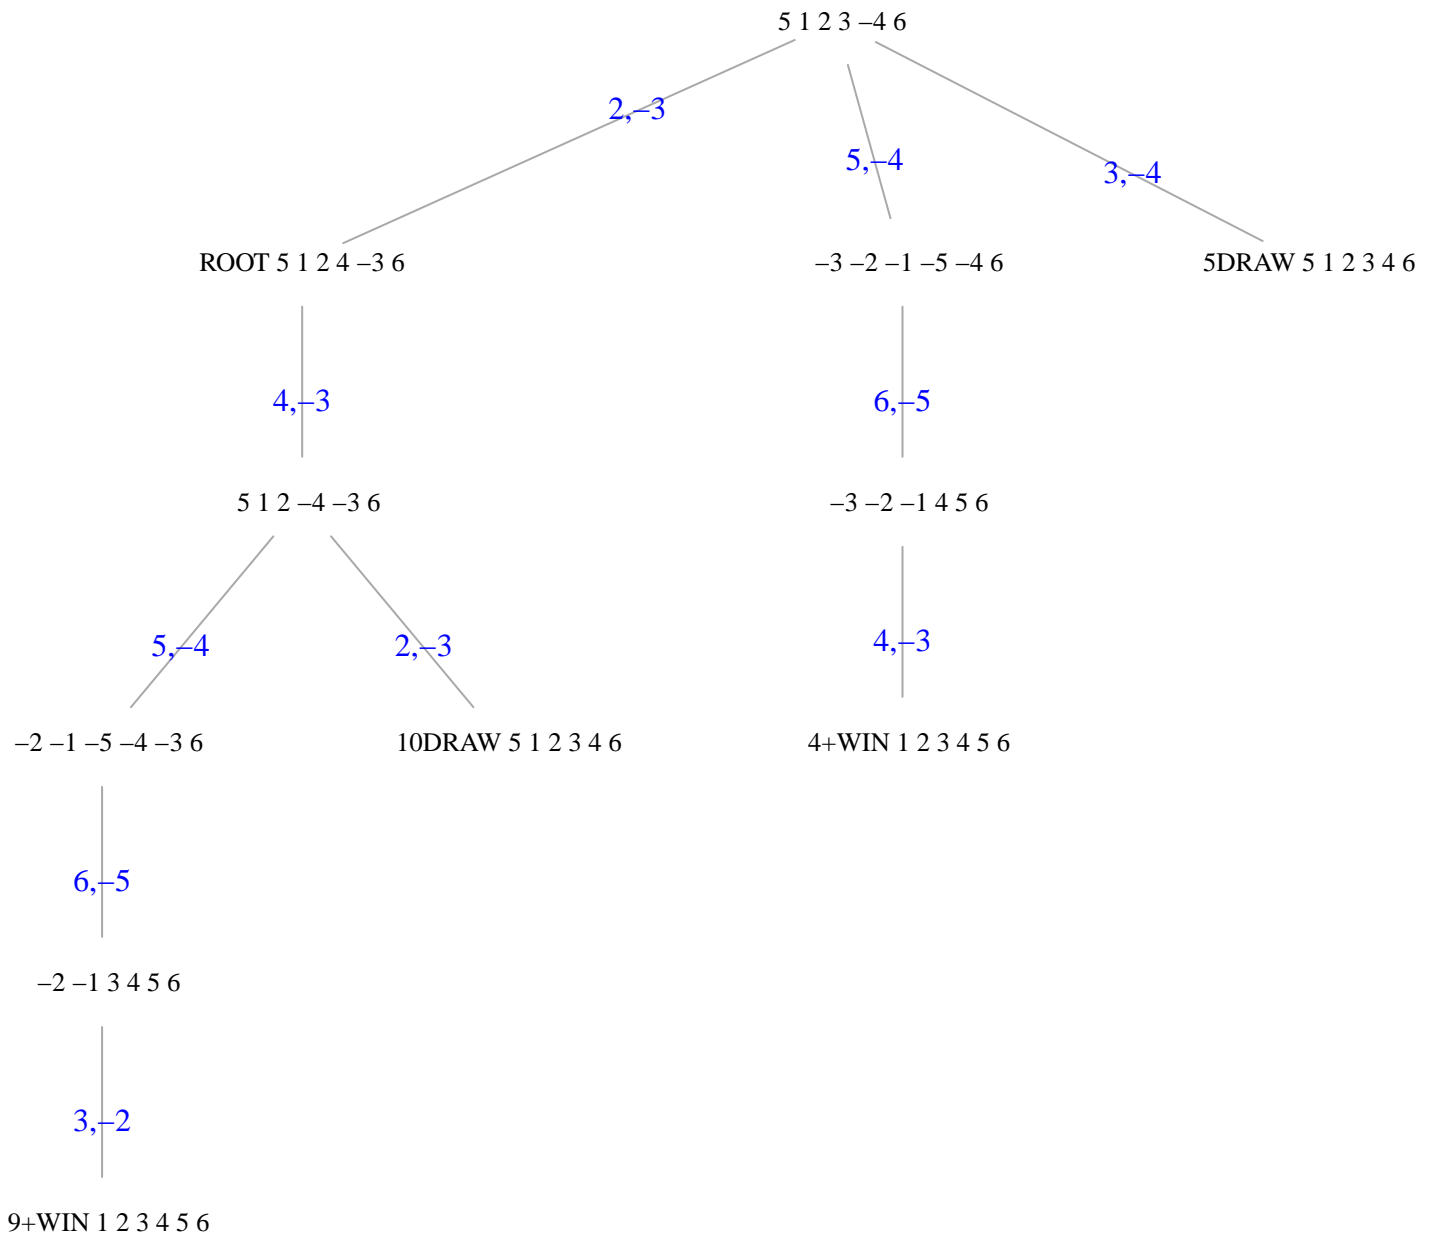 5 1 2 3 –4 6
2,–3
5,–4
3,–4
ROOT 5 1 2 4 –3 6
–3 –2 –1 –5 –4 6
5DRAW 5 1 2 3 4 6
4,–3
6,–5
5 1 2 –4 –3 6
–3 –2 –1 4 5 6
5,–4
2,–3
4,–3
–2 –1 –5 –4 –3 6
10DRAW 5 1 2 3 4 6
4+WIN 1 2 3 4 5 6
6,–5
–2 –1 3 4 5 6
3,–2
9+WIN 1 2 3 4 5 6